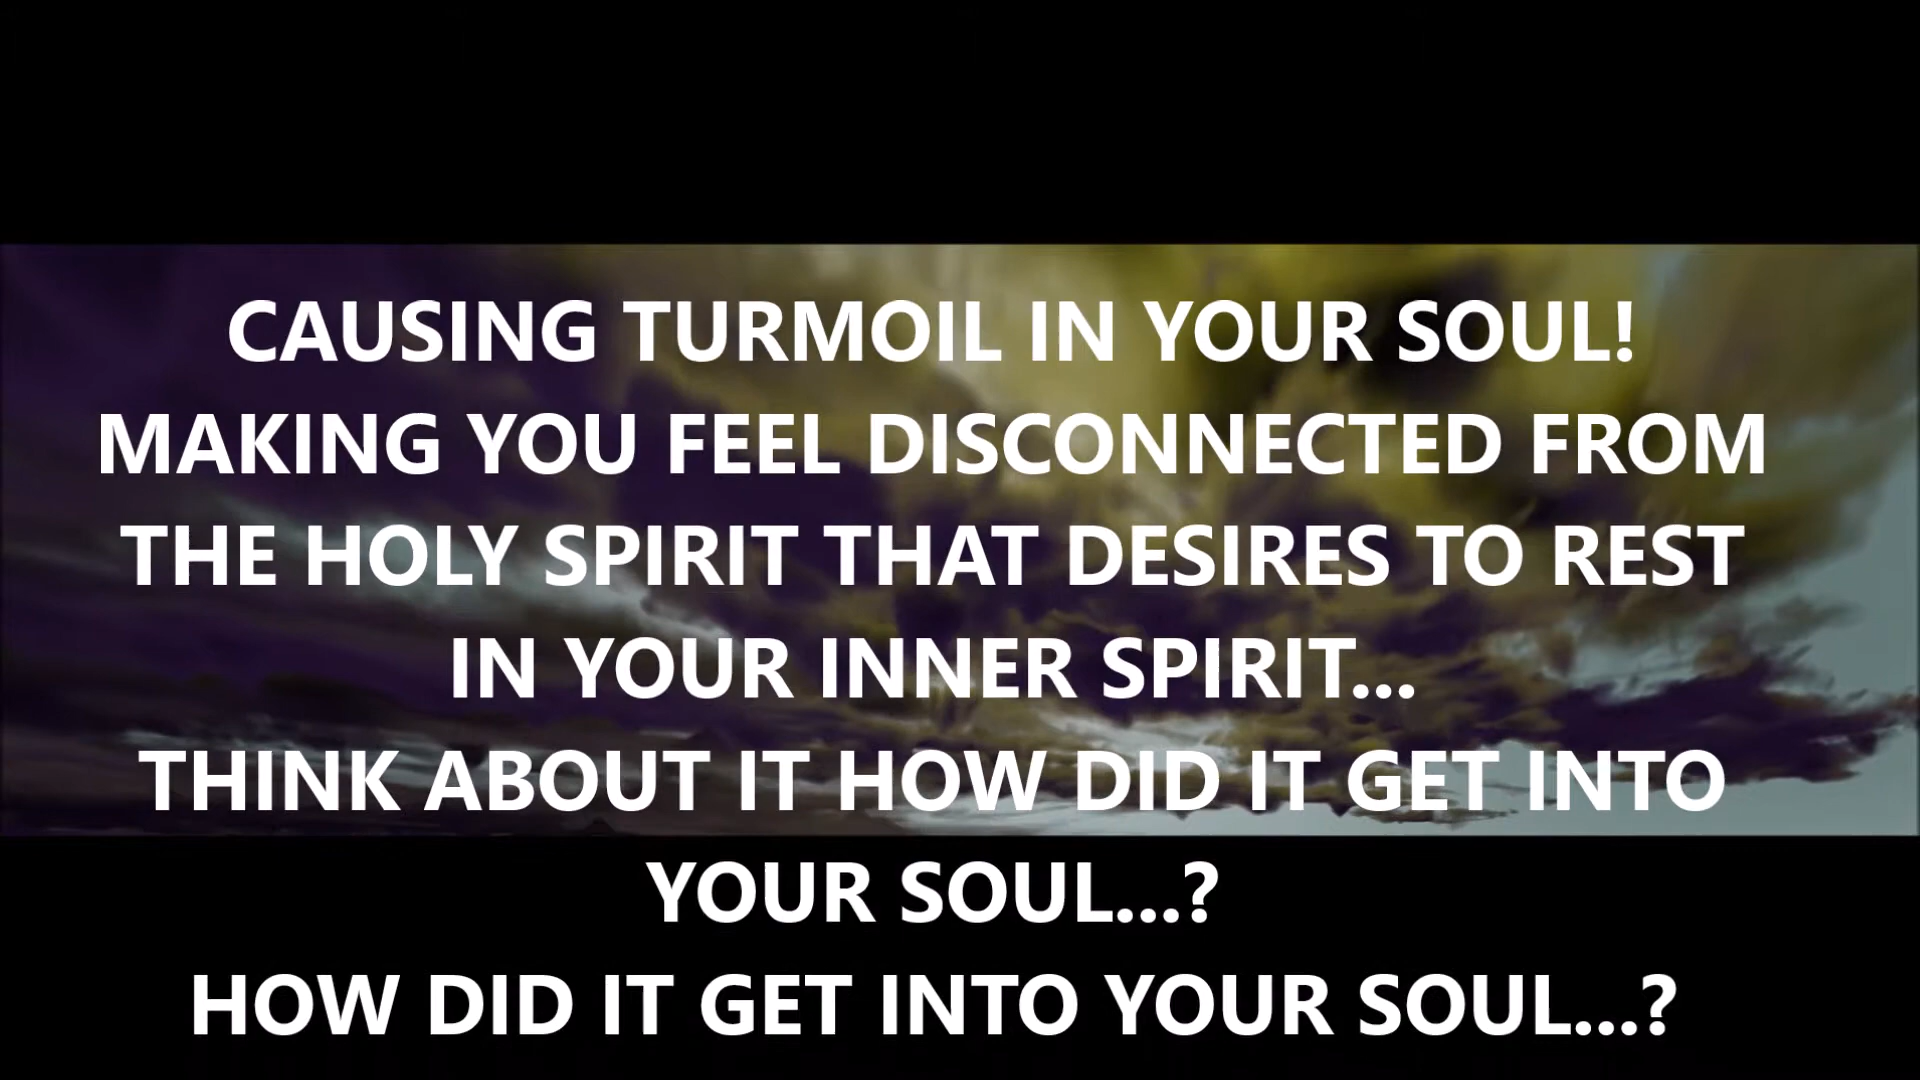 CAUSING TURMOIL IN YOUR SOUL!
MAKING YOU FEEL DISCONNECTED FROM
THE HOLY SPIRIT THAT DESIRES TO REST
IN YOUR INNER SPIRIT...
THINK ABOUT IT HOW DID IT GET INTO
YOUR SOUL...?
HOW DID IT GET INTO YOUR SOUL...?